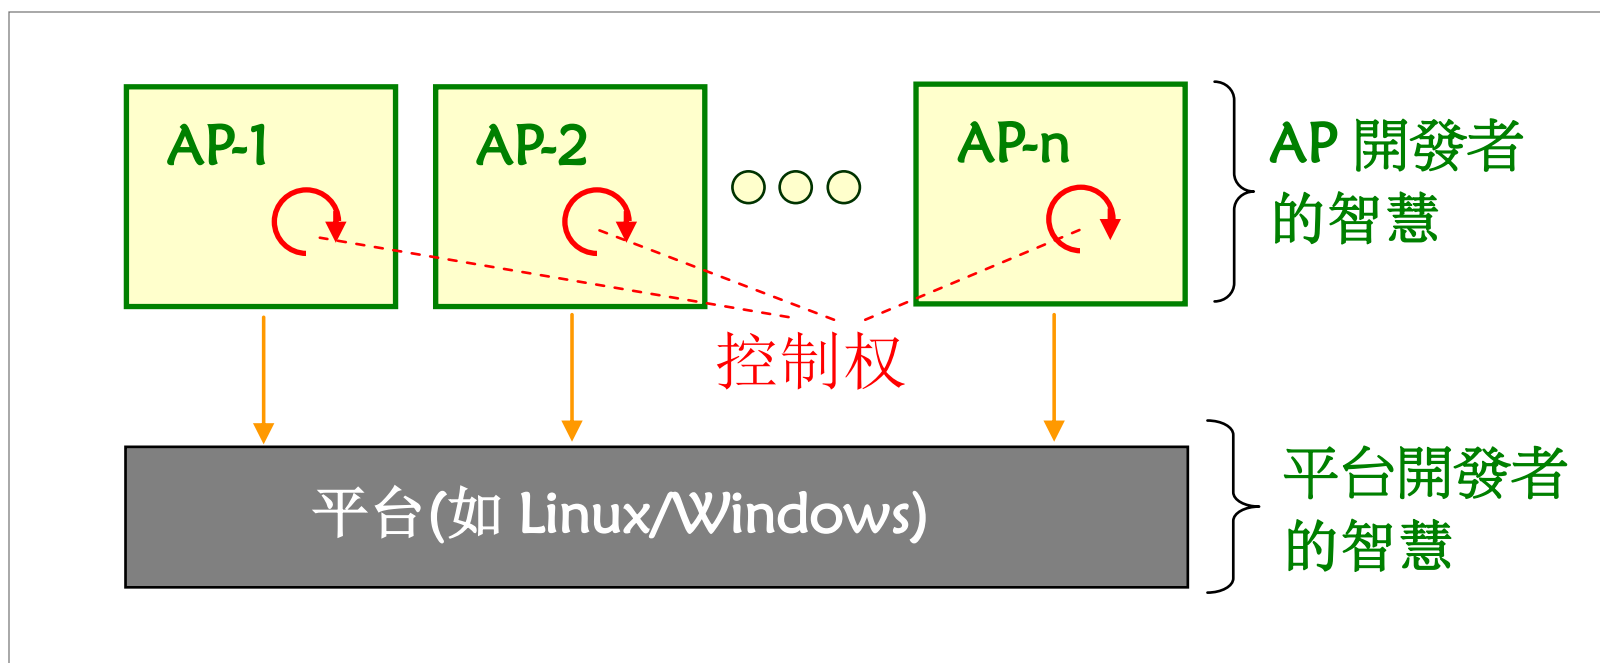 AP-1
AP-2
AP-n
AP 開發者
的智慧
控制权
平台(如 Linux/Windows)
平台開發者
的智慧